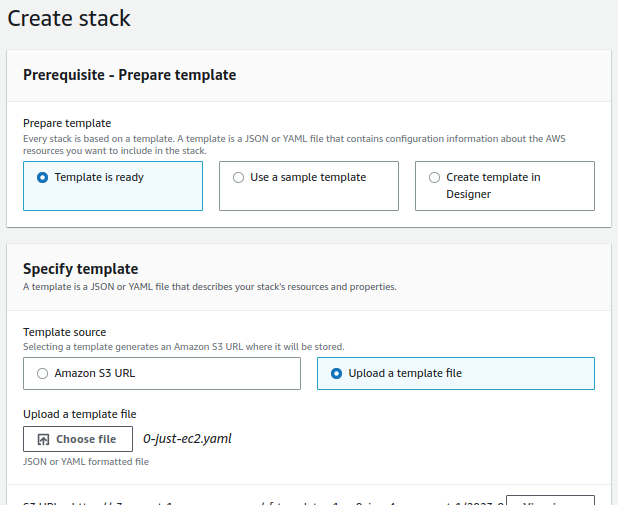 Create stack
Prerequisite - Prepare template
Prepare template
Every stack is based on a template. A template is a JSON or YAML file that contains configuration information about the AWS
resources you want to include in the stack.
Template is ready
Use a sample template
Create template in
Designer
Specify template
A template is a JSON or YAML file that describes your stack's resources and properties.
Template source
Selecting a template generates an Amazon S3 URL where it will be stored.
Amazon S3 URL
Upload a template file
Upload a template file
Choose file
0-just-ec2.yaml
JSON or YAML formatted file
S3 URL: